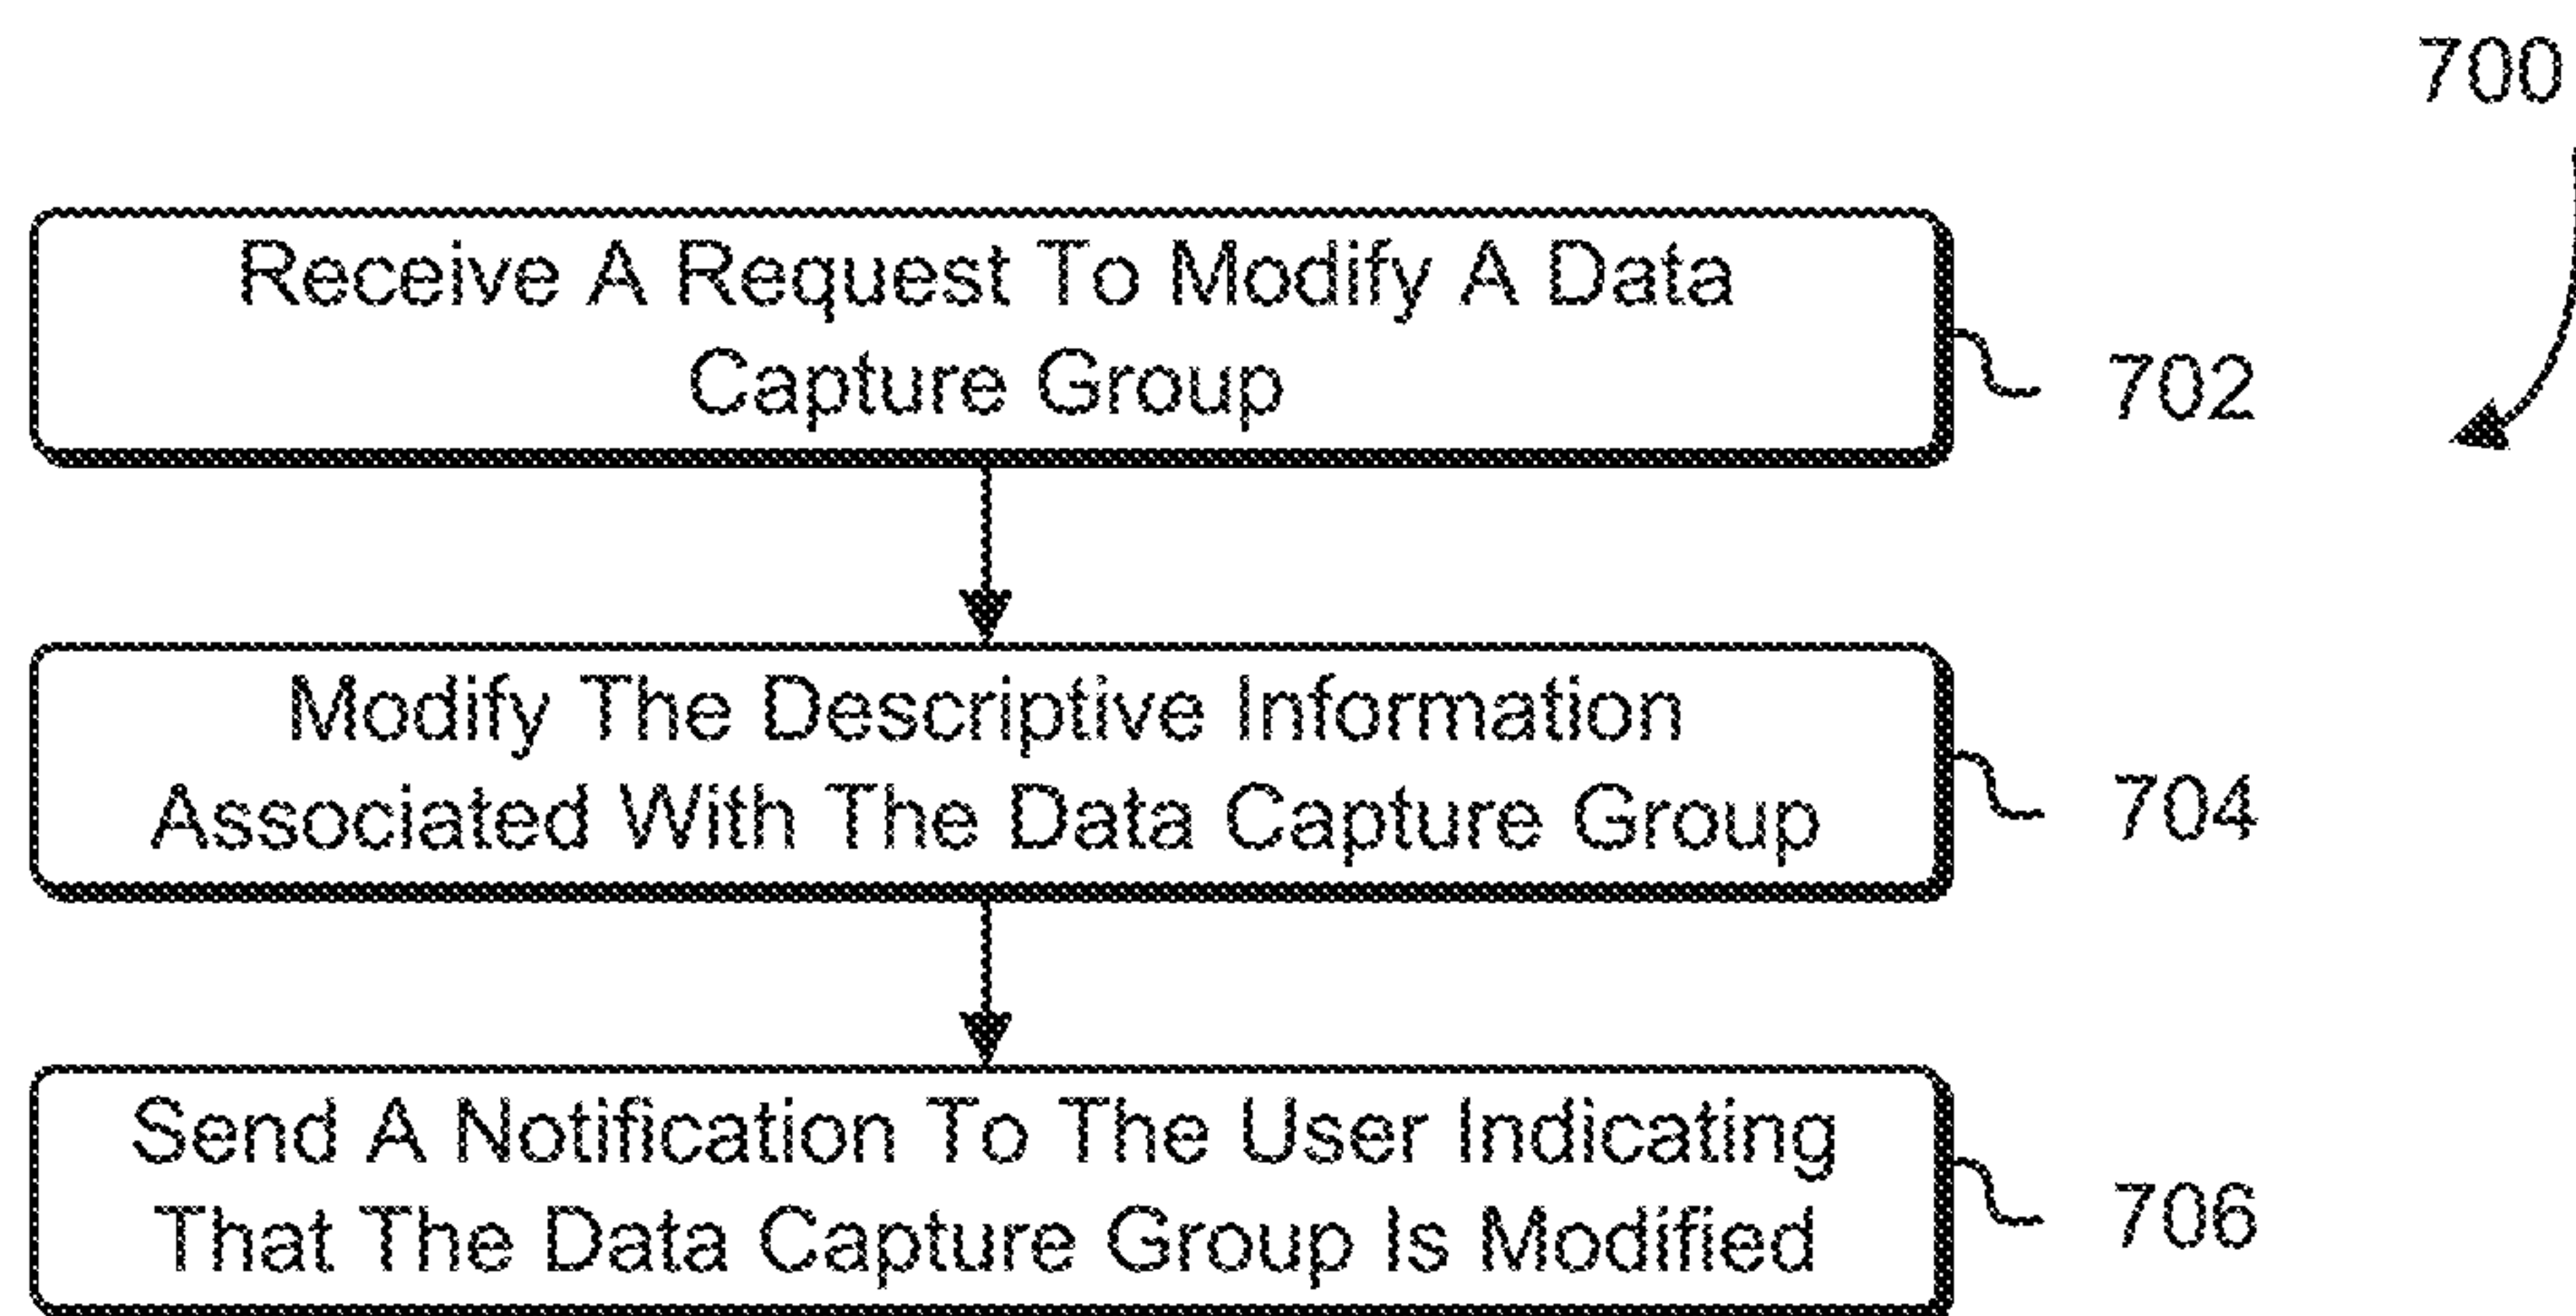 700
Receive A Request To Modify A Data
Capture Group
702
Modify The Descriptive Information
Associated With The Data Capture Group
704
Send A Notification To The User Indicating
That The Data Capture Group Is Modified
706